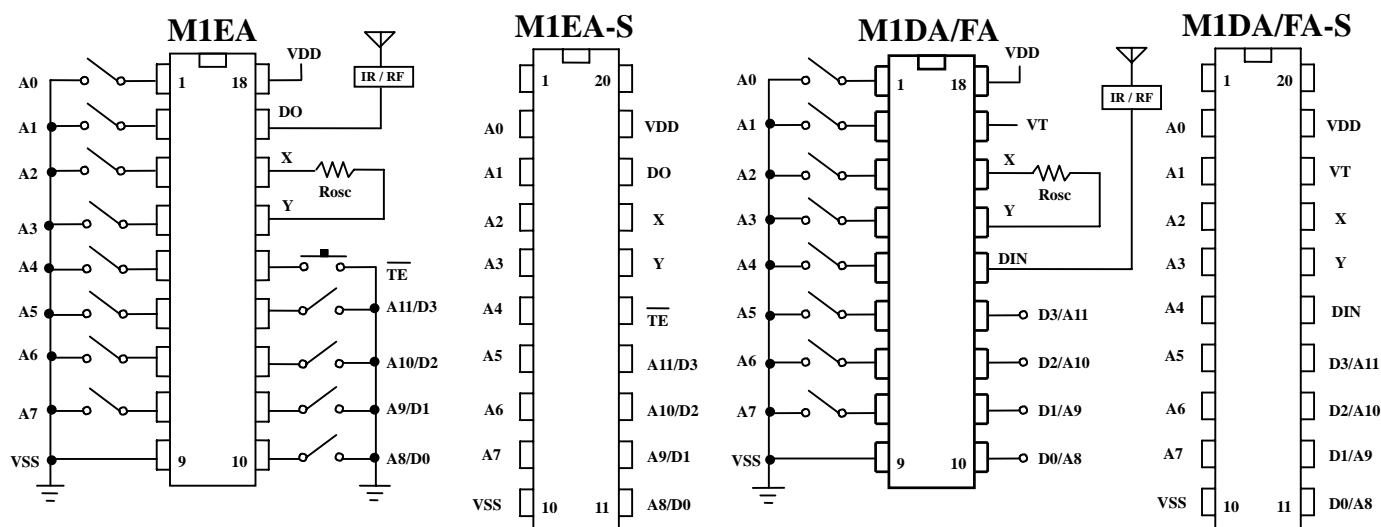 M1EA
VDD
IR / RF
A0
1
18
DO
A1
A2
X
Rosc
Y
A3
A4
T̅E̅
A5
A11/D3
A6
A10/D2
A7
A9/D1
VSS
9
10
A8/D0
M1EA-S
1
20
A0
VDD
A1
DO
A2
X
A3
Y
A4
T̅E̅
A5
A11/D3
A6
A10/D2
A7
A9/D1
VSS
10
11
A8/D0
M1DA/FA
VDD
IR / RF
A0
1
18
A1
VT
A2
X
Rosc
A3
Y
A4
DIN
A5
D3/A11
A6
D2/A10
A7
D1/A9
VSS
9
10
D0/A8
M1DA/FA-S
1
20
A0
VDD
A1
VT
A2
X
A3
Y
A4
DIN
A5
D3/A11
A6
D2/A10
A7
D1/A9
VSS
10
11
D0/A8